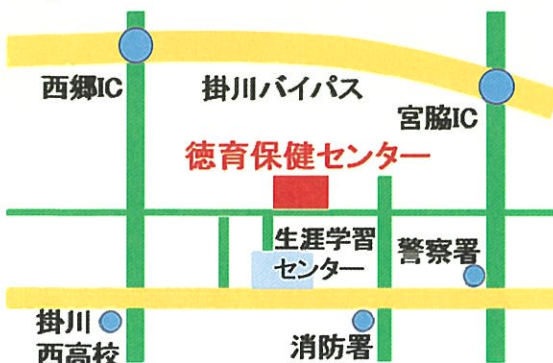 西郷IC
掛川バイパス
宮脇IC
徳育保健センター
生涯学習
センター
警察署
掛川
西高校
消防署